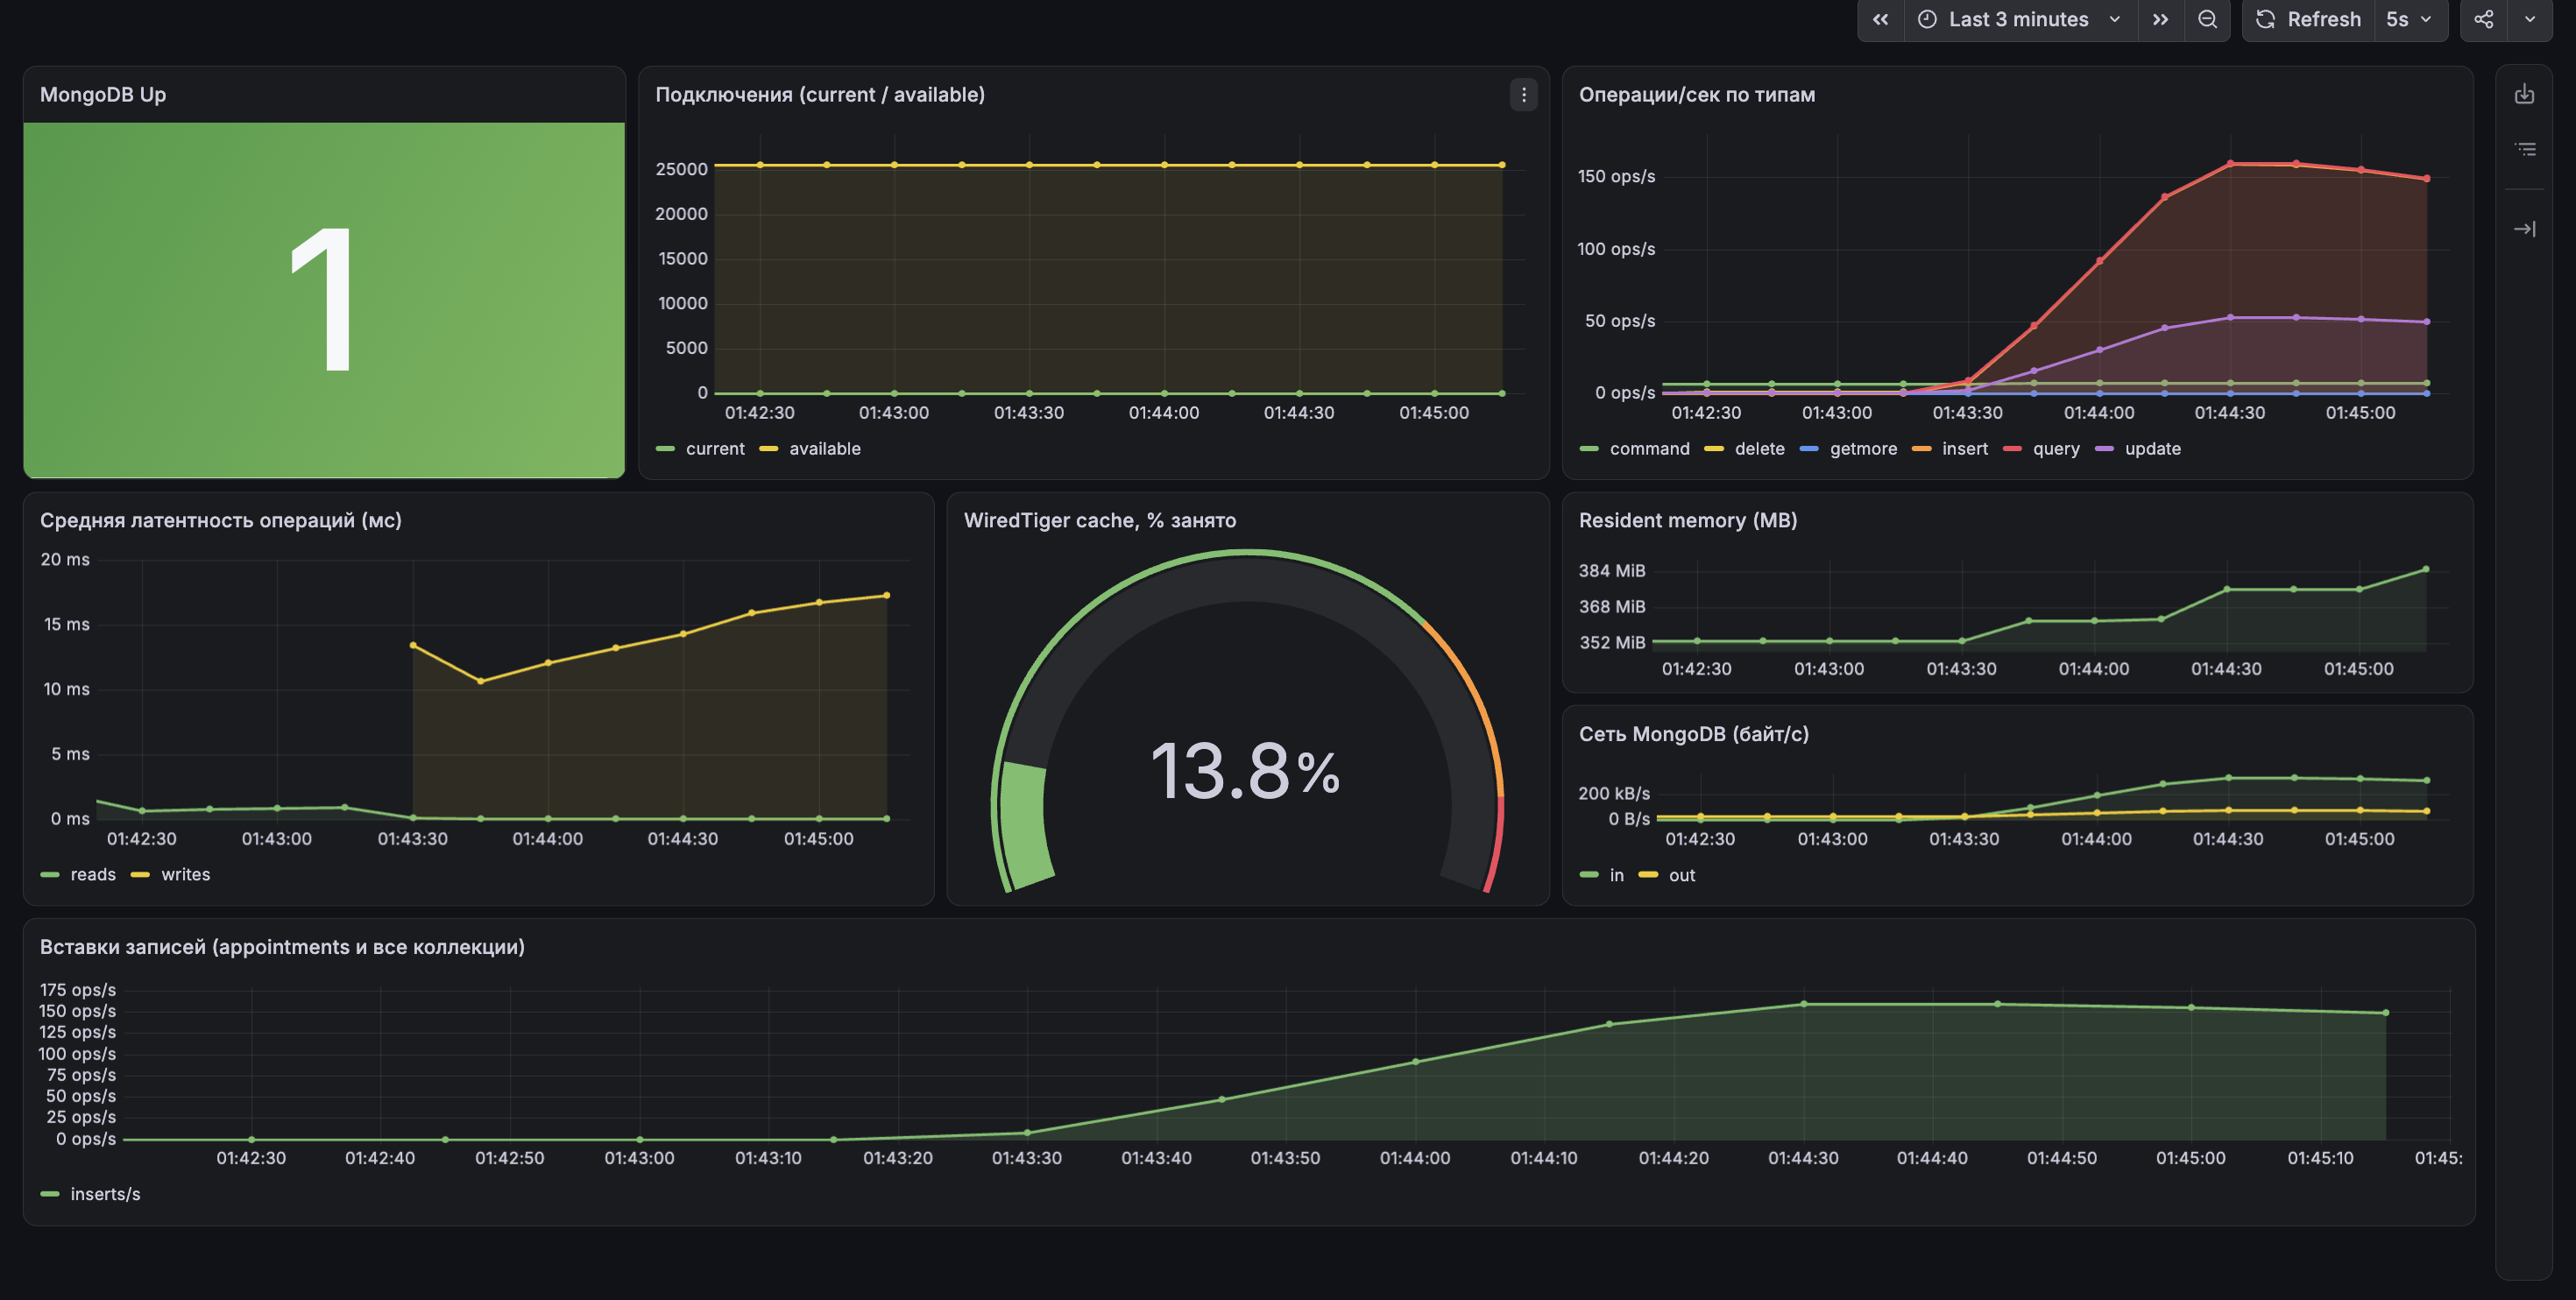 Last 3 minutes
Refresh
5s
MongoDB Up
1
Подключения (current / available)
25000
20000
15000
10000
5000
0
01:42:30 01:43:00 01:43:30 01:44:00 01:44:30 01:45:00
current available
Операции/сек по типам
150 ops/s
100 ops/s
50 ops/s
0 ops/s
01:42:30 01:43:00 01:43:30 01:44:00 01:44:30 01:45:00
command delete getmore insert query update
Средняя латентность операций (мс)
20 ms
15 ms
10 ms
5 ms
0 ms
01:42:30 01:43:00 01:43:30 01:44:00 01:44:30 01:45:00
reads writes
WiredTiger cache, % занято
13.8%
Resident memory (MB)
384 MiB
368 MiB
352 MiB
01:42:30 01:43:00 01:43:30 01:44:00 01:44:30 01:45:00
Сеть MongoDB (байт/с)
200 kB/s
0 B/s
01:42:30 01:43:00 01:43:30 01:44:00 01:44:30 01:45:00
in out
Вставки записей (appointments и все коллекции)
175 ops/s
150 ops/s
125 ops/s
100 ops/s
75 ops/s
50 ops/s
25 ops/s
0 ops/s
01:42:30 01:42:40 01:42:50 01:43:00 01:43:10 01:43:20 01:43:30 01:43:40 01:43:50 01:44:00 01:44:10 01:44:20 01:44:30 01:44:40 01:44:50 01:45:00 01:45:10 01:45:
inserts/s